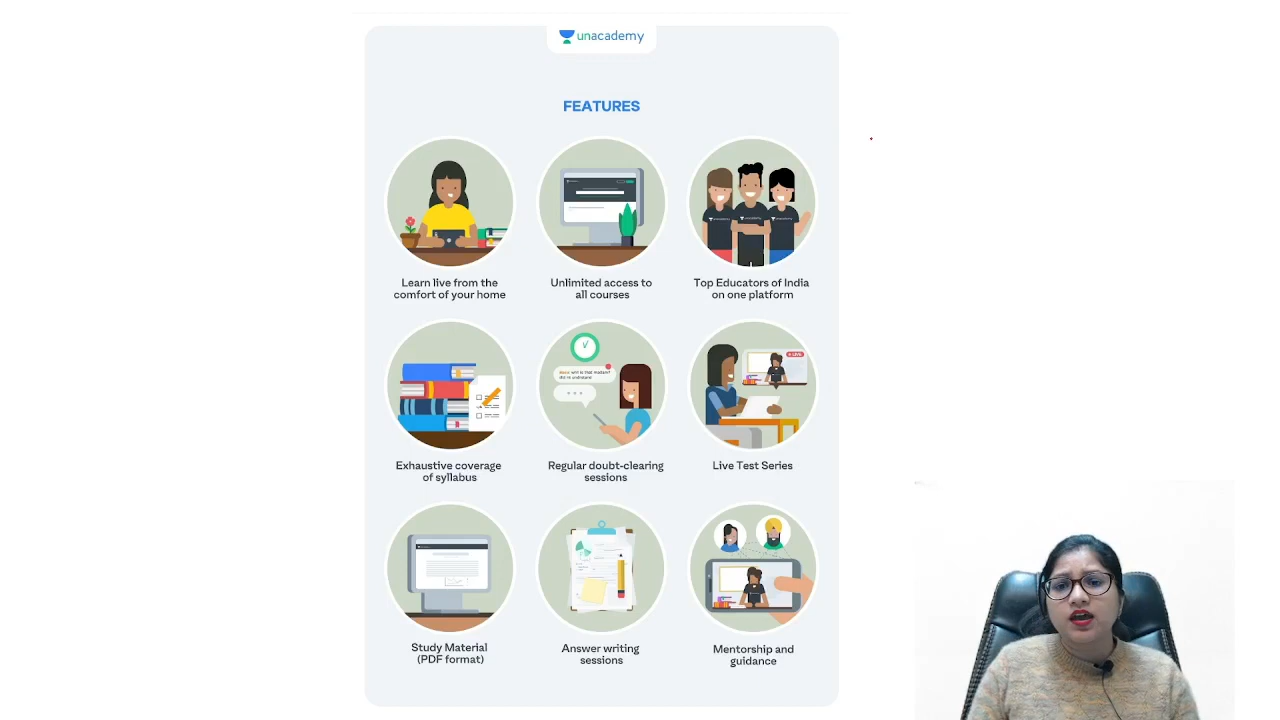 unacademy
FEATURES
Learn live from the
comfort of your home
Unlimited access to
all courses
Top Educators of India
on one platform
Exhaustive coverage
of syllabus
Regular doubt-clearing
sessions
LIVE
Live Test Series
Study Material
(PDF format)
Answer writing
sessions
Mentorship and
guidance